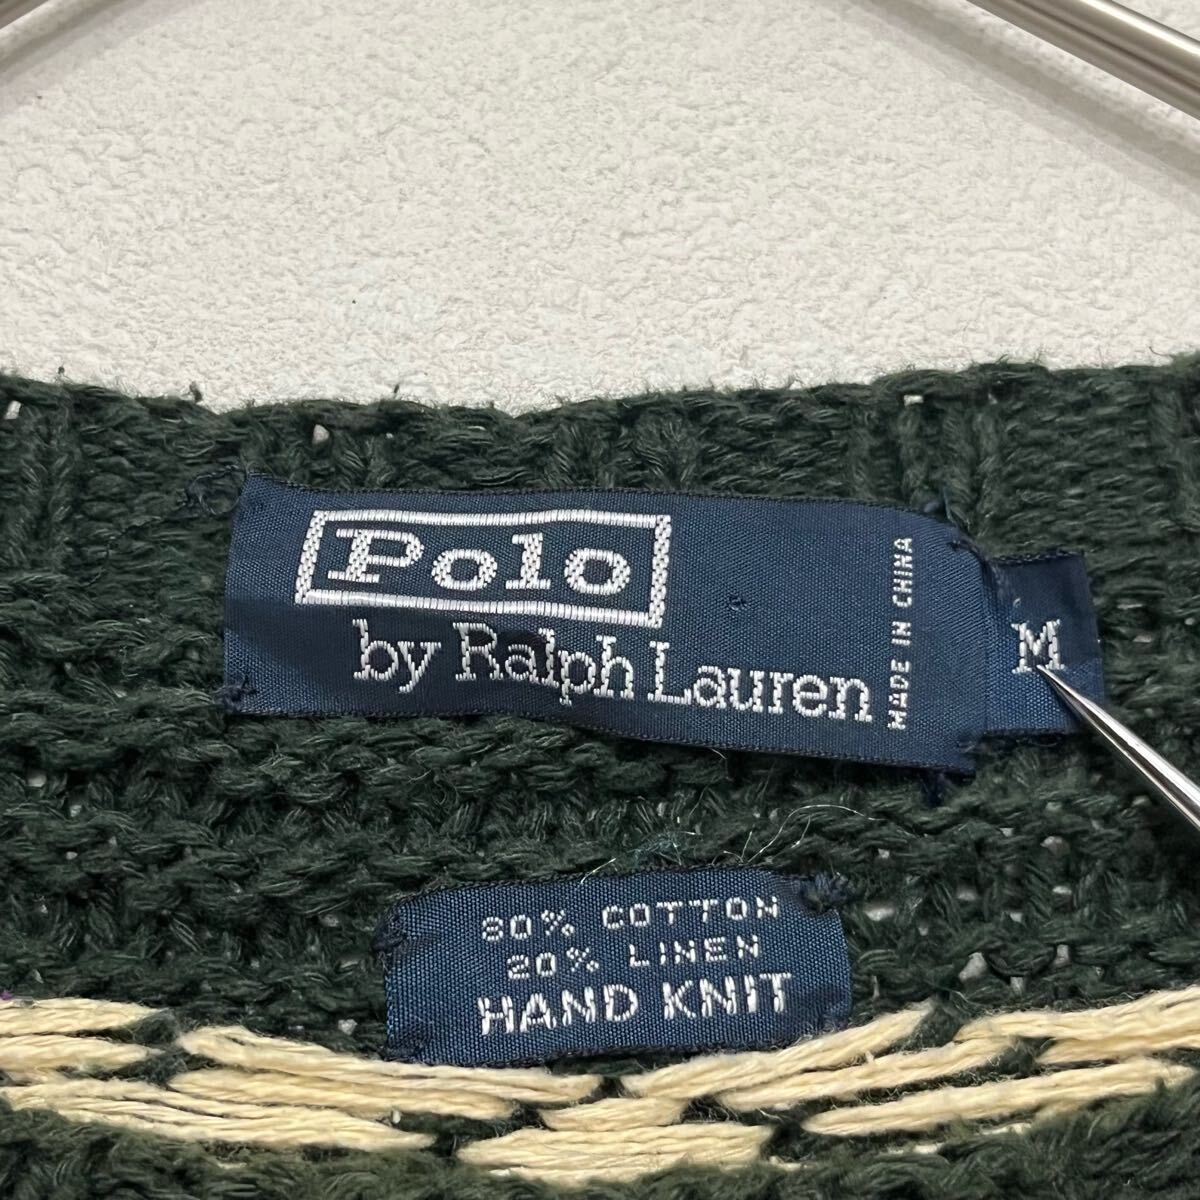 Polo
by Ralph Lauren
MADE IN CHINA
M
80% COTTON
20% LINEN
HAND KNIT